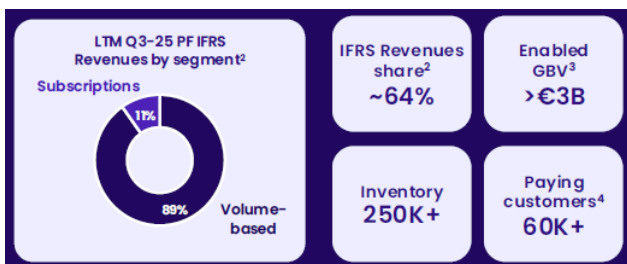 LTM Q3-25 PF IFRS
Revenues by segment²
Subscriptions
11%
89%
Volume-
based
IFRS Revenues
share²
~64%
Enabled
GBV³
>€3B
Inventory
250K+
Paying
customers⁴
60K+